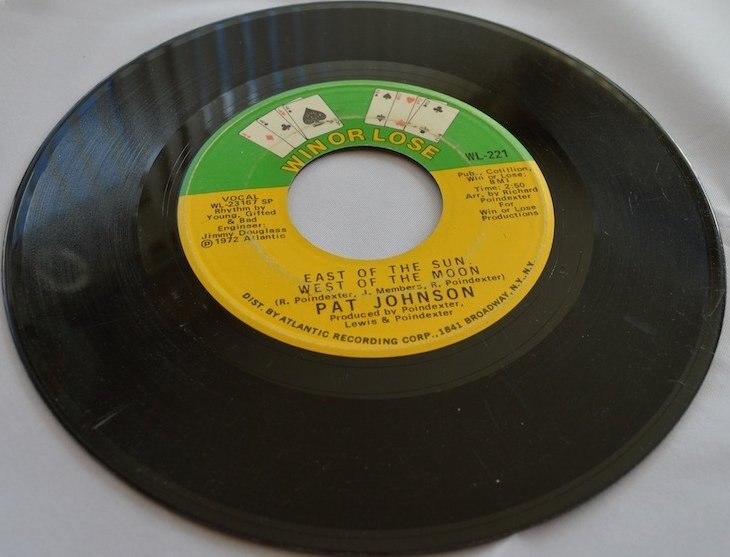 WIN OR LOSE
WL-221
VOCAL
WL-23167 SP
Rhythm by
Young, Gifted
& Bad
Engineer:
Jimmy Douglass
Ⓟ1972 Atlantic
Pub., Cotillion,
Win or Lose;
BMI
Time: 2:50
Arr. by Richard
Poindexter
For
Win or Lose
Productions
EAST OF THE SUN,
WEST OF THE MOON
(R. Poindexter, J. Members, R. Poindexter)
PAT JOHNSON
Produced by Poindexter,
Lewis & Poindexter
DIST. BY ATLANTIC RECORDING CORP., 1841 BROADWAY, N.Y., N.Y.